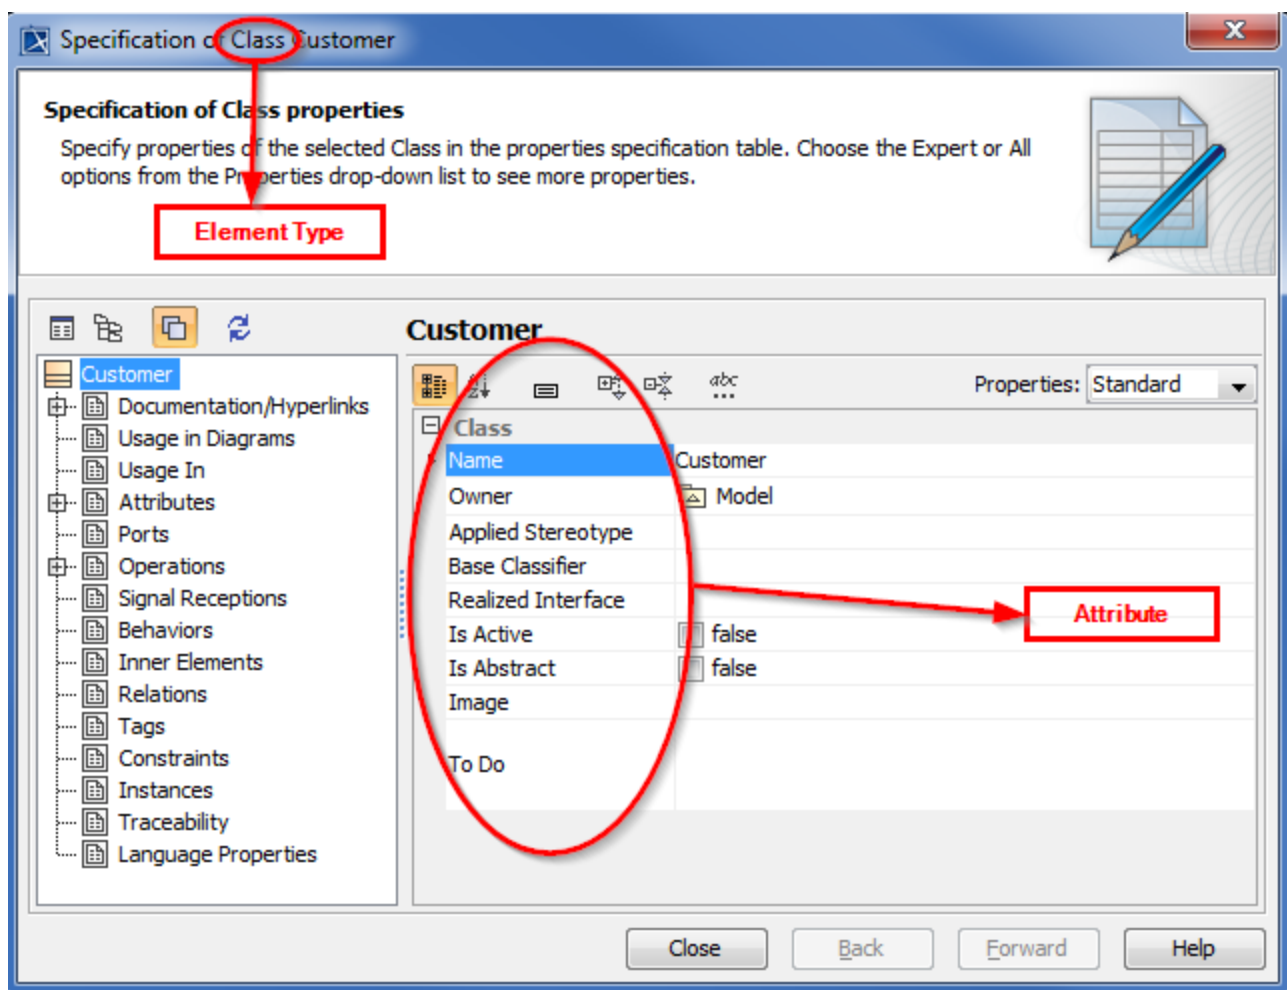 Specification of Class Customer
x
Specification of Class properties
Specify properties of the selected Class in the properties specification table. Choose the Expert or All
options from the Properties drop-down list to see more properties.
Element Type
Customer
Customer
Documentation/Hyperlinks
Usage in Diagrams
Usage In
Attributes
Ports
Operations
Signal Receptions
Behaviors
Inner Elements
Relations
Tags
Constraints
Instances
Traceability
Language Properties
abc
Properties: Standard
Class
Name Customer
Owner Model
Applied Stereotype
Base Classifier
Realized Interface
Is Active false
Is Abstract false
Image
To Do
Attribute
Close Back Forward Help